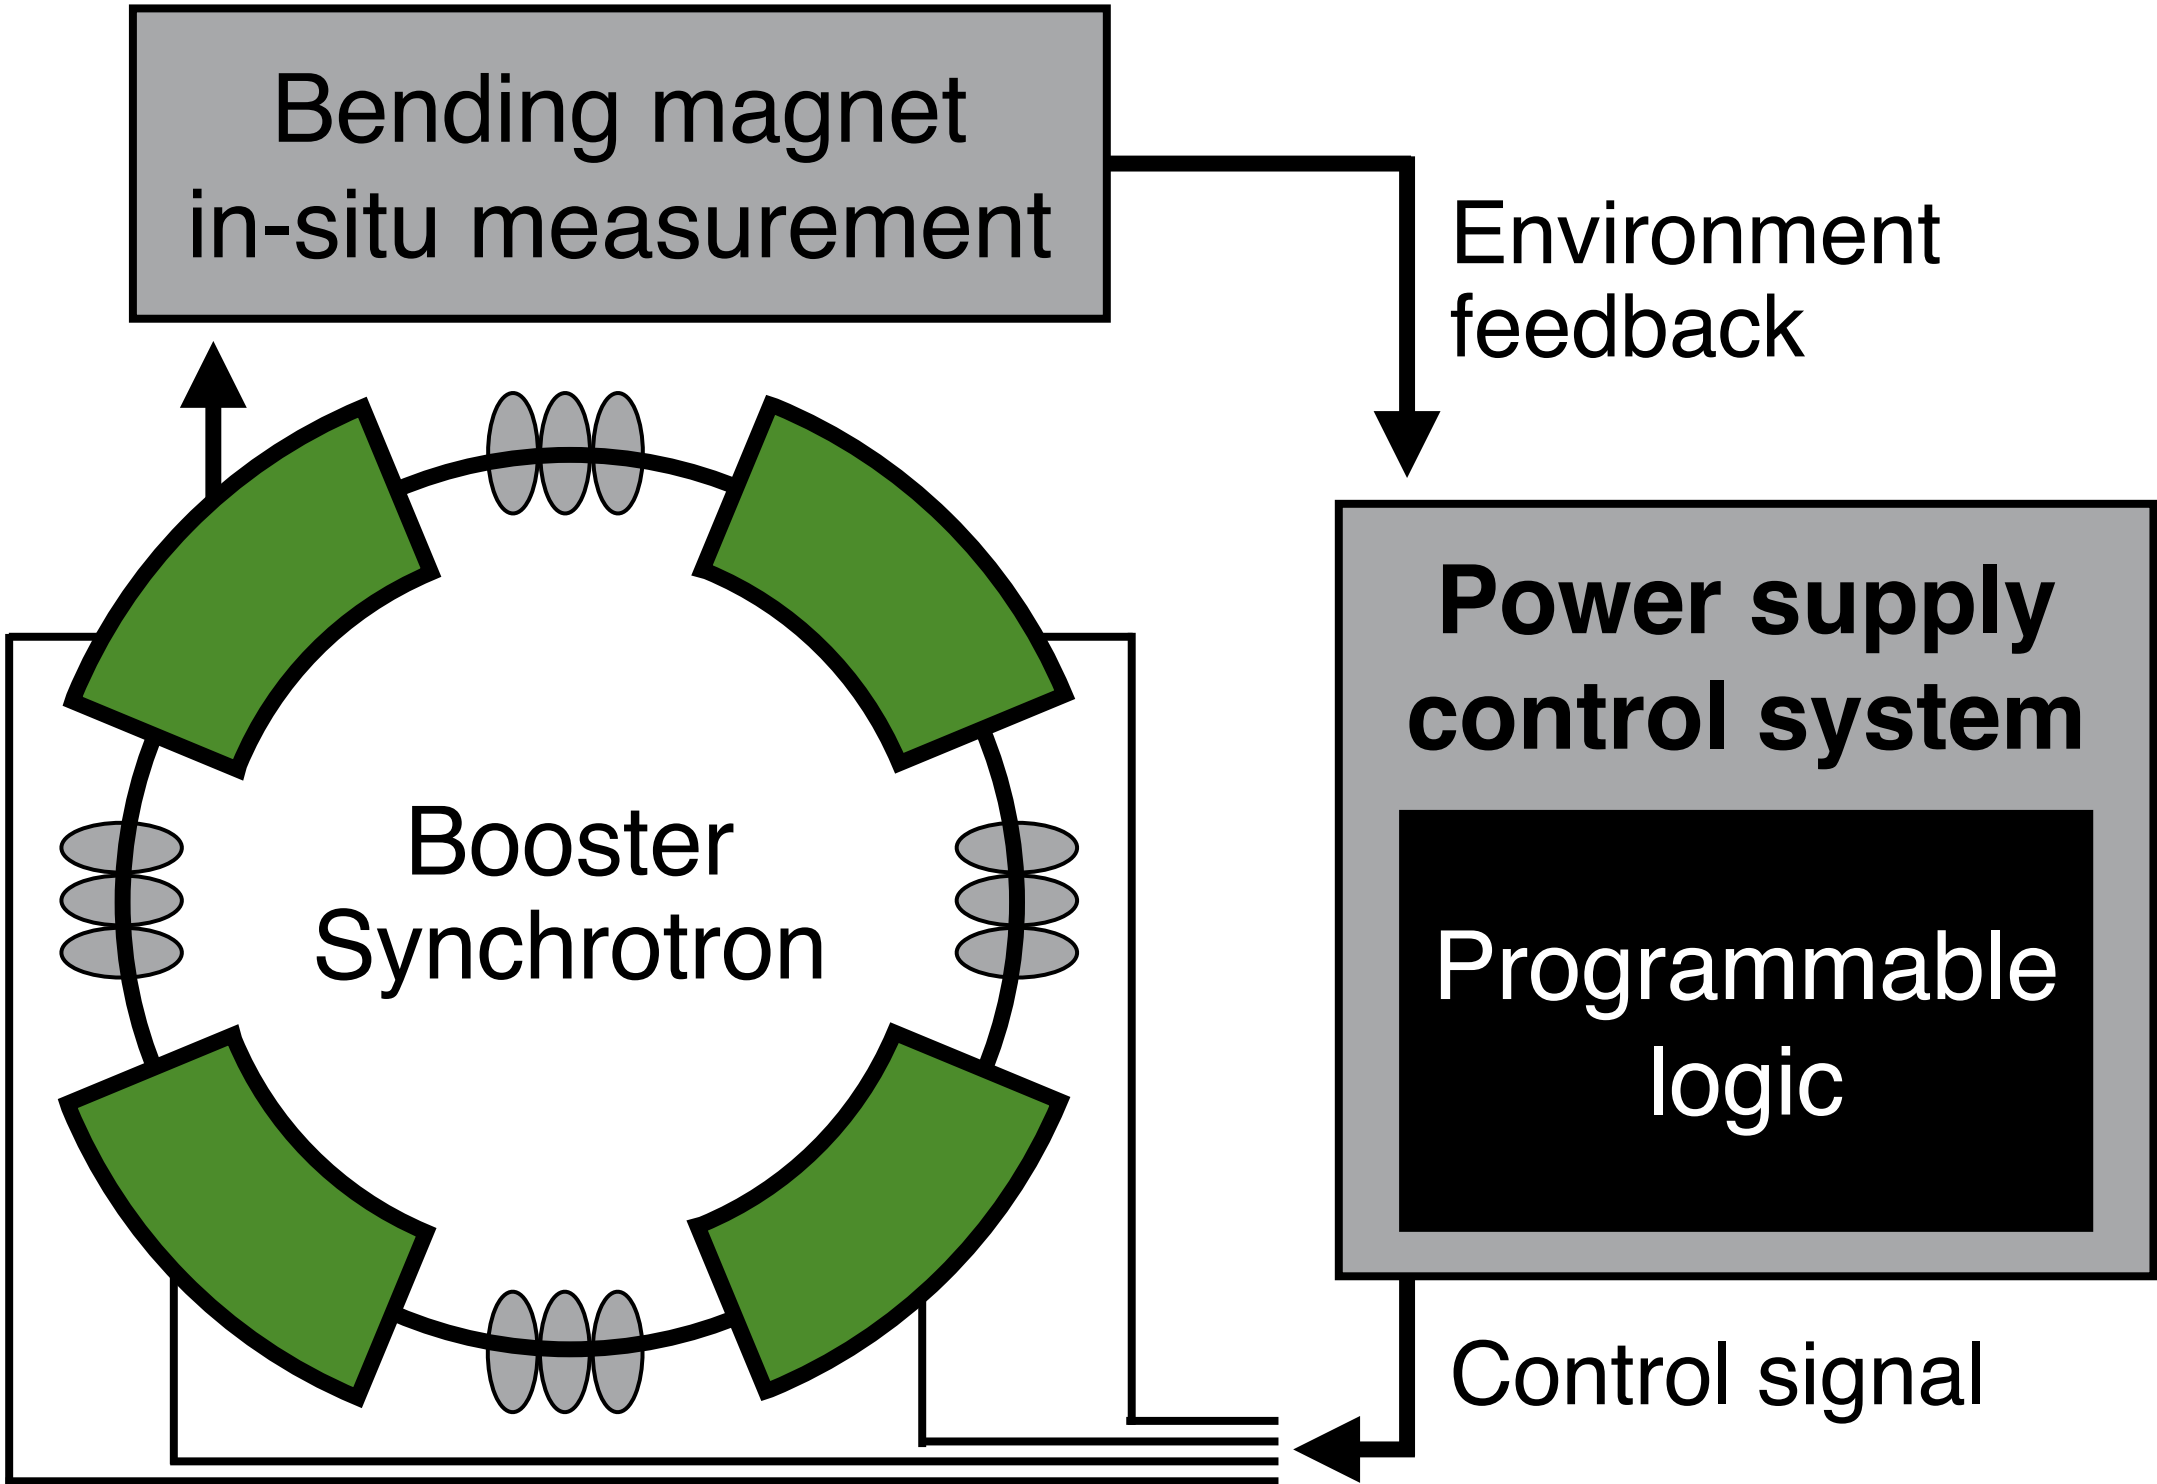 Bending magnet
in-situ measurement
Environment
feedback
Power supply
control system
Booster
Synchrotron
Programmable
logic
Control signal